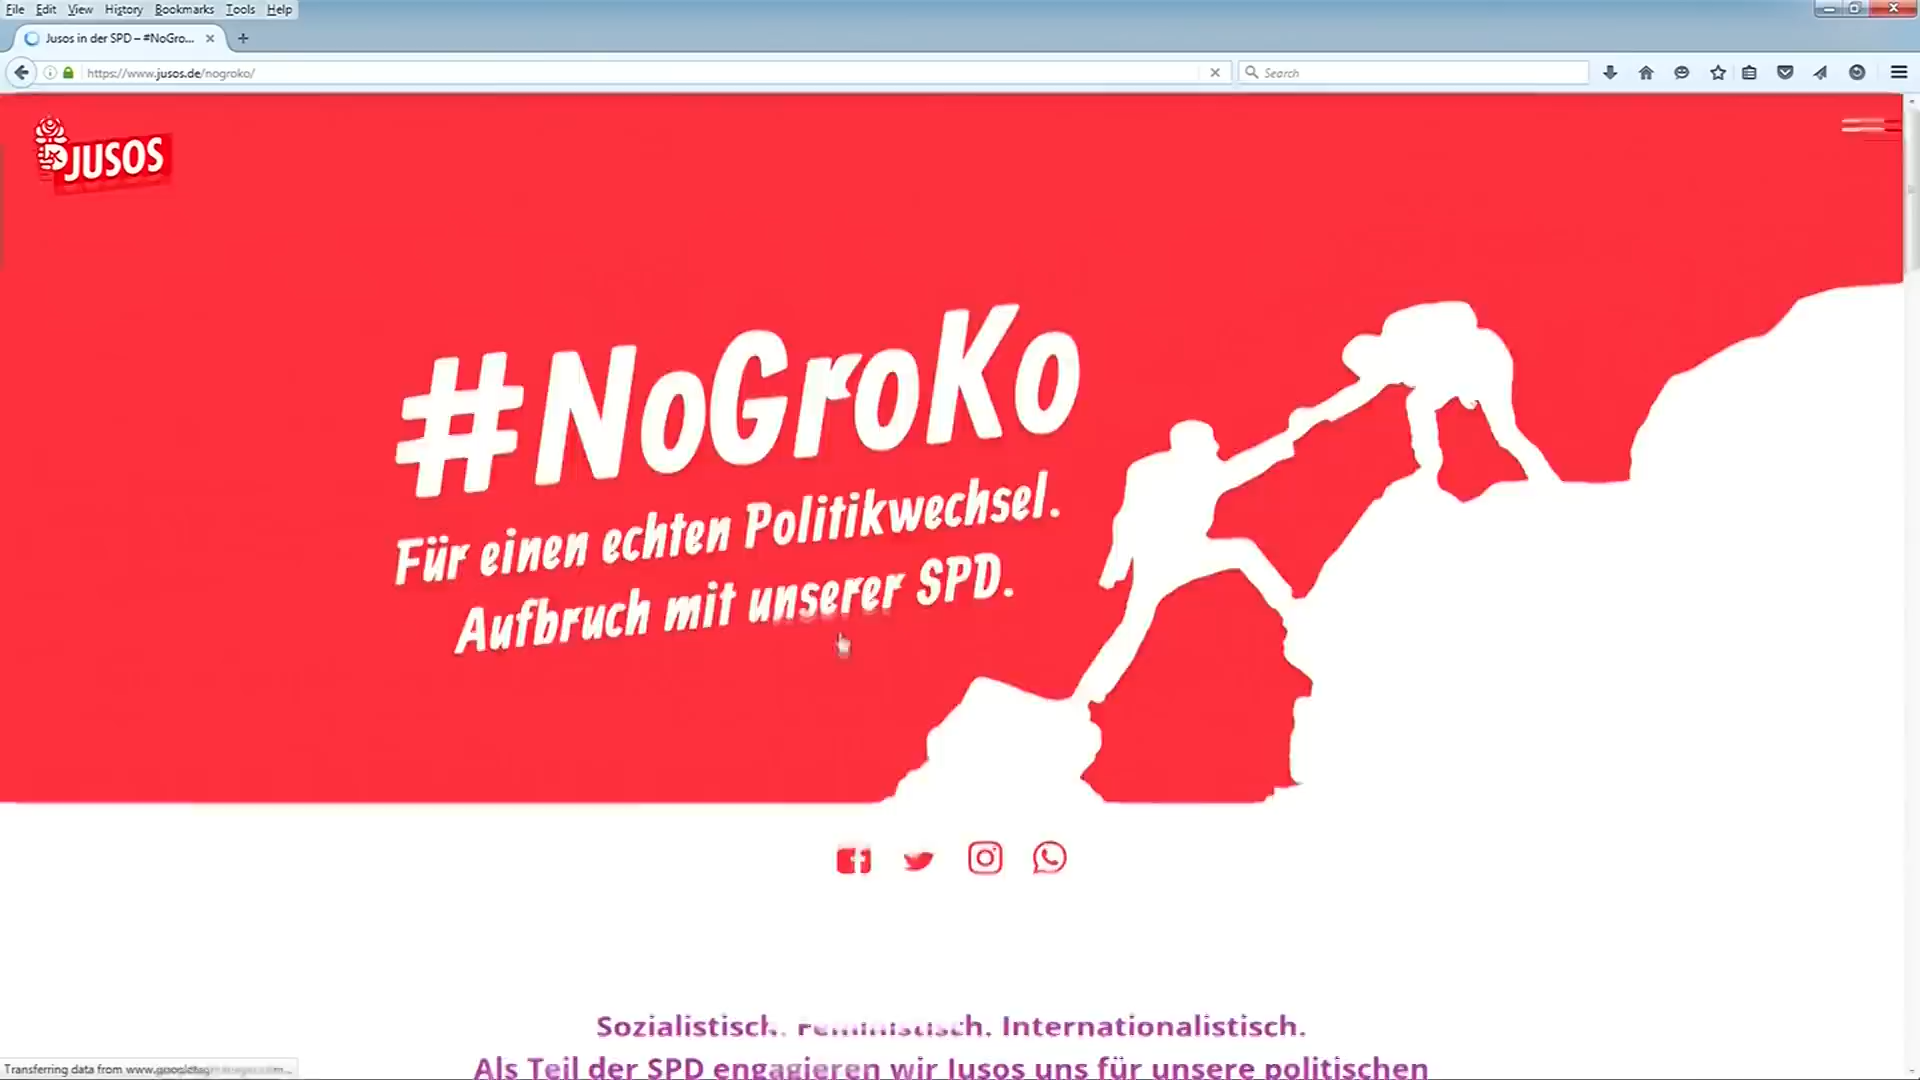 File Edit View History Bookmarks Tools Help
Jusos in der SPD – #NoGro...
https://www.jusos.de/nogroko/
Search
JUSOS
#NoGroKo
Für einen echten Politikwechsel.
Aufbruch mit unserer SPD.
Sozialistisch. Feministisch. Internationalistisch.
Als Teil der SPD engagieren wir Jusos uns für unsere politischen
Transferring data from